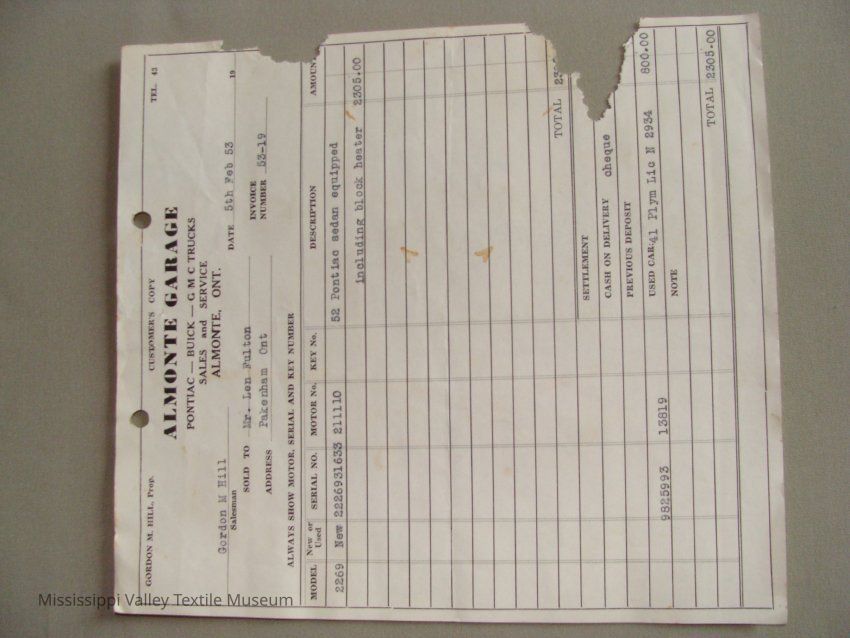 GORDON M. HILL, Prop. CUSTOMER'S COPY TEL. 43
ALMONTE GARAGE
PONTIAC — BUICK — G M C TRUCKS
SALES and SERVICE
ALMONTE, ONT.
Gordon M Hill
Salesman
DATE 5th Feb 53 19
SOLD TO Mr. Len Fulton
INVOICE NUMBER 53-19
ADDRESS Pakenham Ont
ALWAYS SHOW MOTOR, SERIAL AND KEY NUMBER
MODEL New or Used SERIAL NO. MOTOR No. KEY No. DESCRIPTION AMOUN
2269 New 2226931633 211110 52 Pontiac sedan equipped
including block heater 2305.00
TOTAL
SETTLEMENT
CASH ON DELIVERY cheque
PREVIOUS DEPOSIT
9825993 13819 USED CAR: 41 Plym Lic N 2934 800.00
NOTE
TOTAL 2305.00
Mississippi Valley Textile Museum